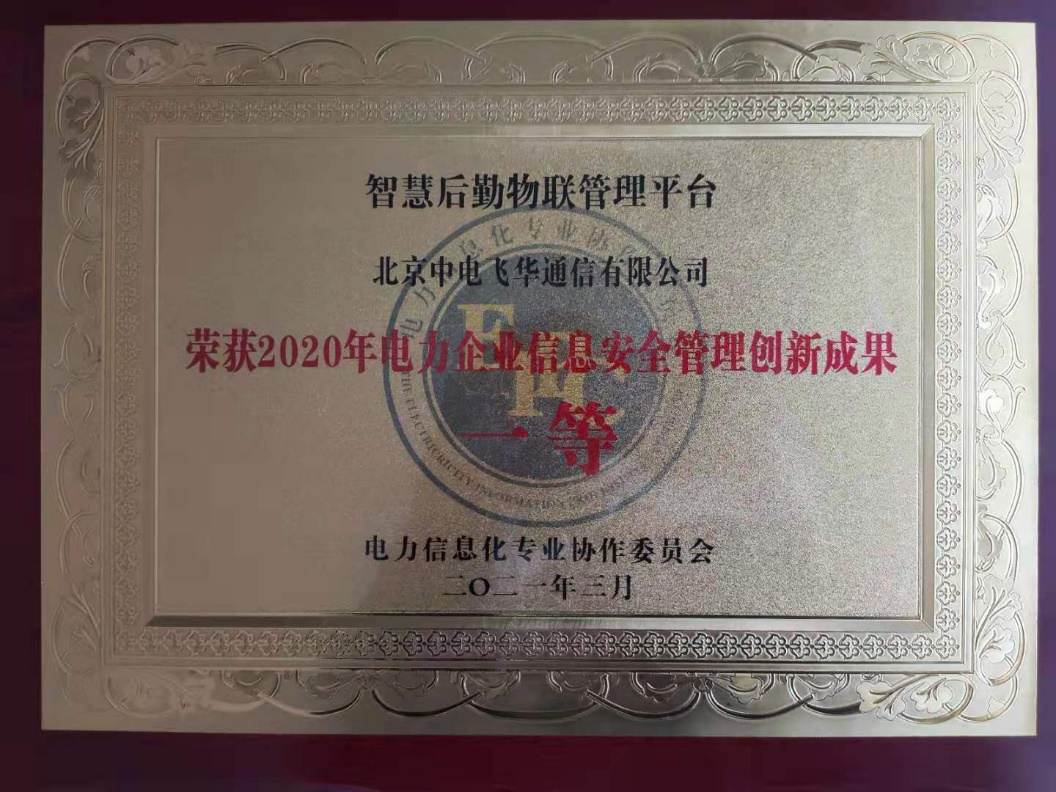 智慧后勤物联管理平台
北京中电飞华通信有限公司
荣获2020年电力企业信息安全管理创新成果
一等
电力信息化专业协作委员会
二〇二一年三月